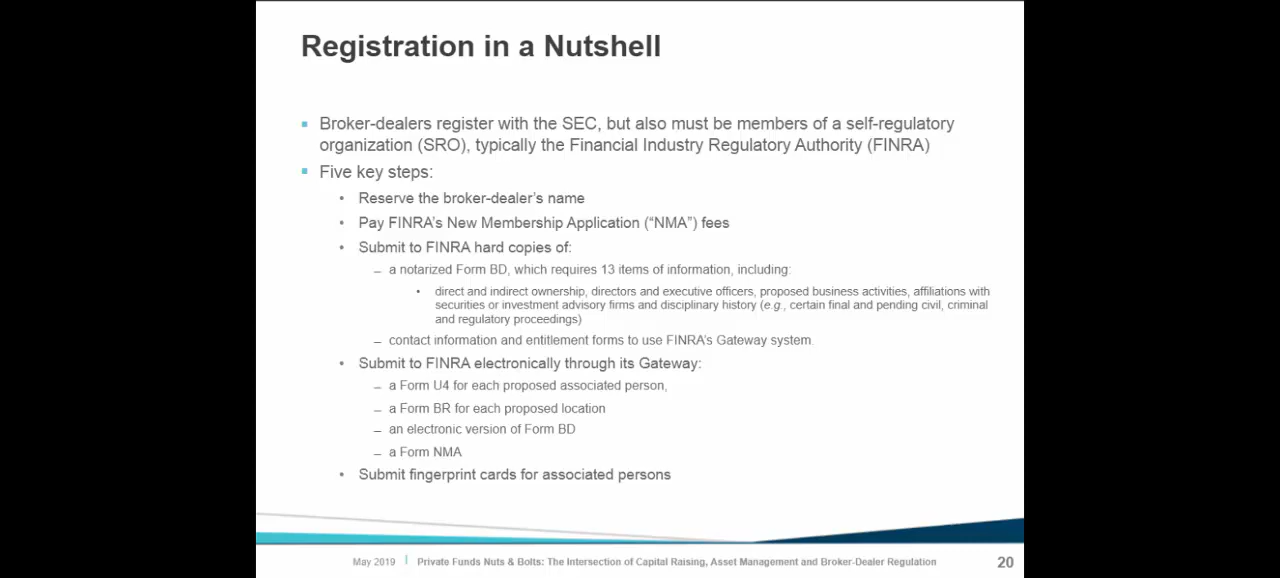 Registration in a Nutshell
Broker-dealers register with the SEC, but also must be members of a self-regulatory
organization (SRO), typically the Financial Industry Regulatory Authority (FINRA)
Five key steps:
Reserve the broker-dealer's name
Pay FINRA's New Membership Application (“NMA”) fees
Submit to FINRA hard copies of:
– a notarized Form BD, which requires 13 items of information, including:
direct and indirect ownership, directors and executive officers, proposed business activities, affiliations with
securities or investment advisory firms and disciplinary history (e.g., certain final and pending civil, criminal
and regulatory proceedings)
– contact information and entitlement forms to use FINRA's Gateway system.
Submit to FINRA electronically through its Gateway:
– a Form U4 for each proposed associated person,
– a Form BR for each proposed location
– an electronic version of Form BD
– a Form NMA
Submit fingerprint cards for associated persons
May 2019 | Private Funds Nuts & Bolts: The Intersection of Capital Raising, Asset Management and Broker-Dealer Regulation 20